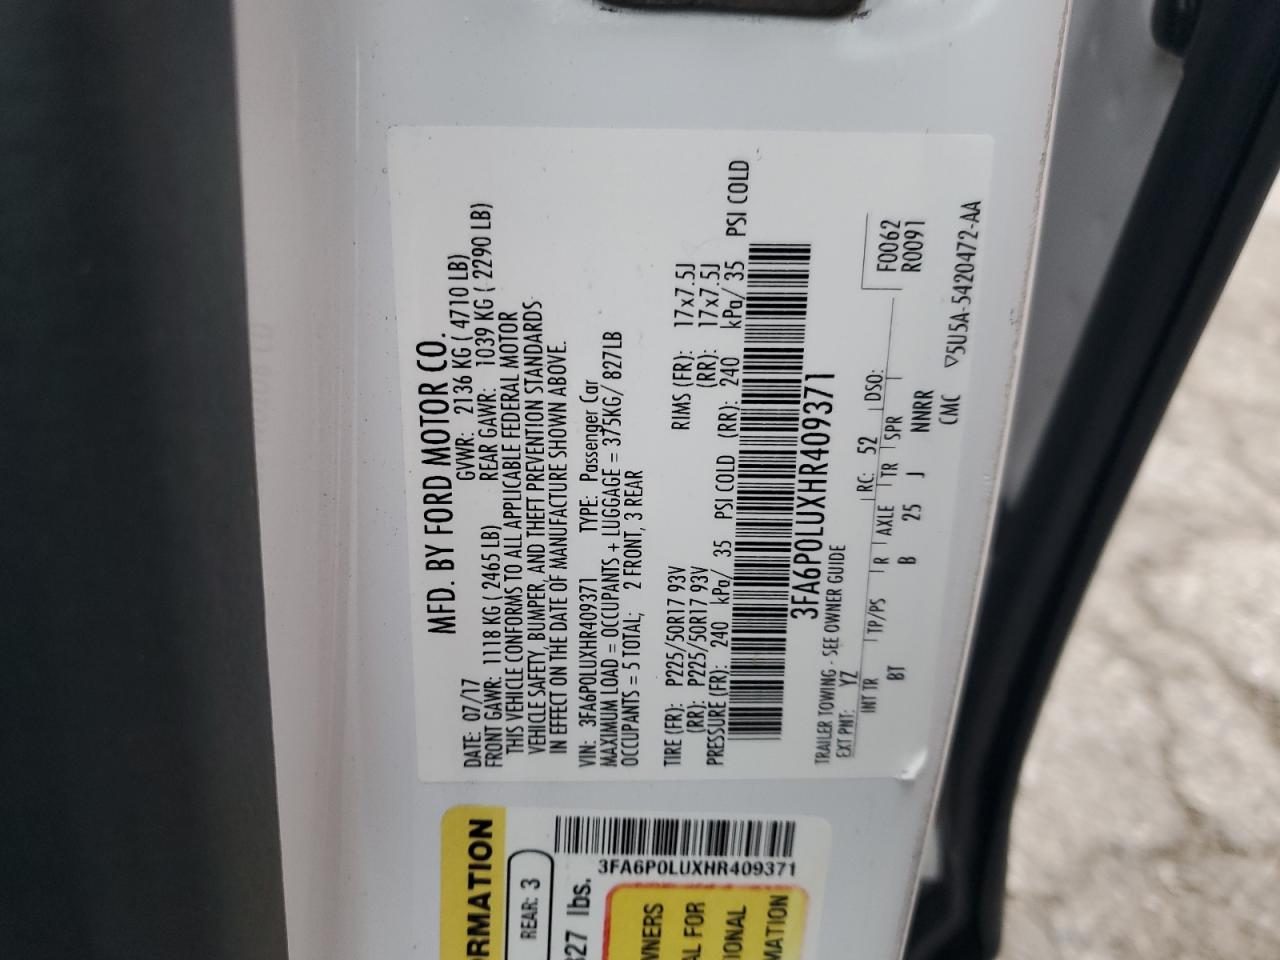 MFD. BY FORD MOTOR CO.
DATE: 07/17 GVWR: 2136 KG ( 4710 LB)
FRONT GAWR: 1118 KG ( 2465 LB) REAR GAWR: 1039 KG ( 2290 LB)
THIS VEHICLE CONFORMS TO ALL APPLICABLE FEDERAL MOTOR
VEHICLE SAFETY, BUMPER, AND THEFT PREVENTION STANDARDS
IN EFFECT ON THE DATE OF MANUFACTURE SHOWN ABOVE.
VIN: 3FA6P0LUXHR409371 TYPE: Passenger Car
MAXIMUM LOAD = OCCUPANTS + LUGGAGE = 375KG/ 827LB
OCCUPANTS = 5 TOTAL; 2 FRONT, 3 REAR
TIRE (FR): P225/50R17 93V RIMS (FR): 17x7.5J
(RR): P225/50R17 93V (RR): 17x7.5J
PRESSURE (FR): 240 kPa/ 35 PSI COLD (RR): 240 kPa/ 35 PSI COLD
3FA6P0LUXHR409371
TRAILER TOWING - SEE OWNER GUIDE
EXT PNT: YZ RC: 52 DSO: F0062
INT TR TP/PS R AXLE TR SPR R0091
BT B 25 J NNRR
CMC ▽5U5A-5420472-AA
RMATION
REAR: 3
327 lbs.
3FA6P0LUXHR409371
WNERS
AL FOR
IONAL
MATION